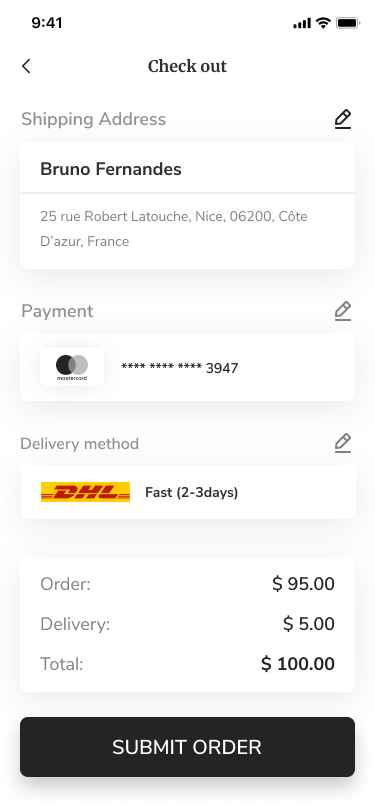 9:41
Check out
Shipping Address
Bruno Fernandes
25 rue Robert Latouche, Nice, 06200, Côte
D'azur, France
Payment
mastercard
**** **** **** 3947
Delivery method
DHL
Fast (2-3days)
Order: $ 95.00
Delivery: $ 5.00
Total: $ 100.00
SUBMIT ORDER